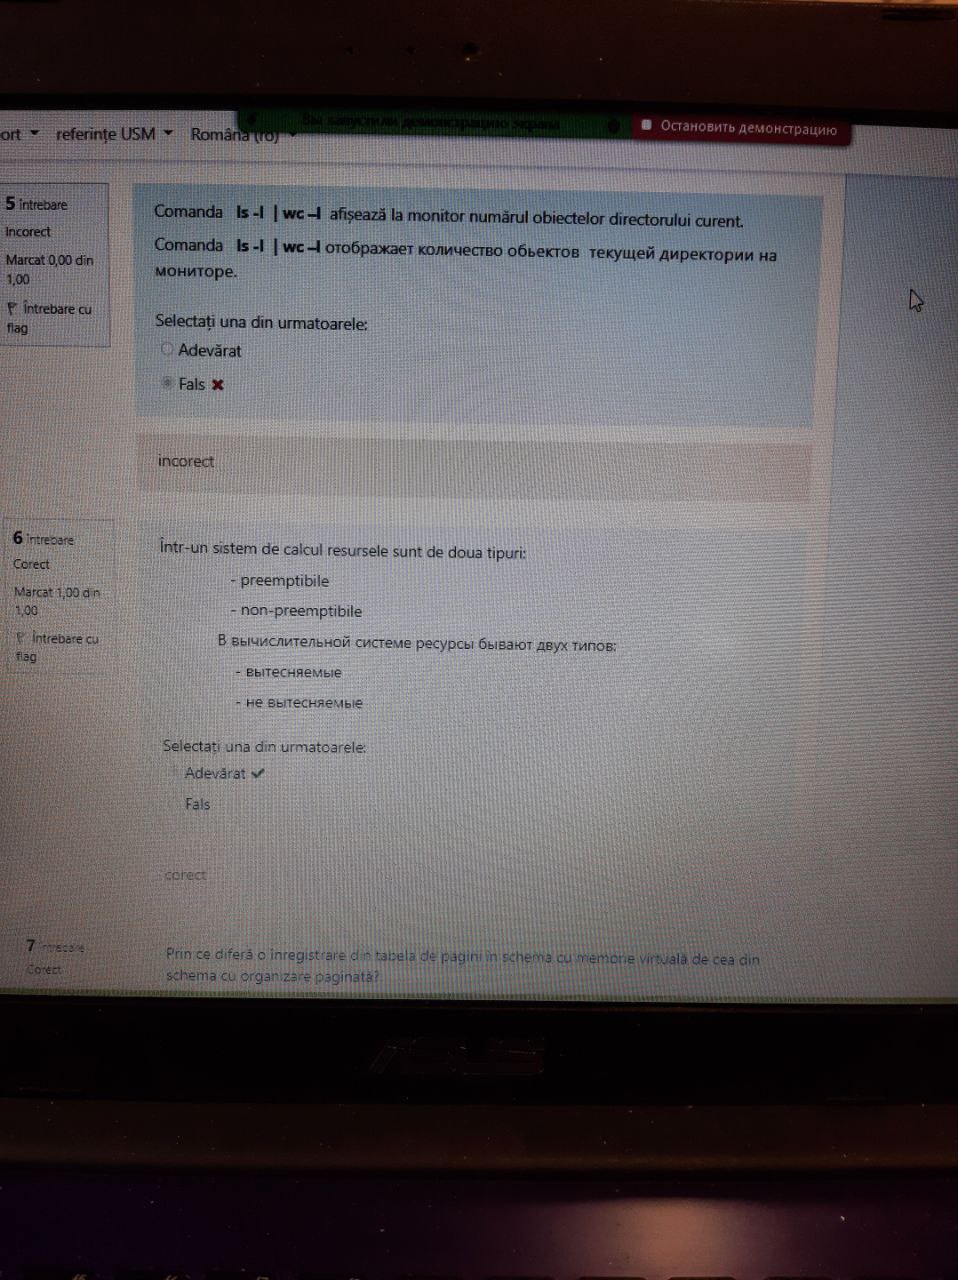 ort referințe USM Română (ro)
Вы запустили демонстрацию экрана
Остановить демонстрацию
5 Întrebare
Incorect
Marcat 0,00 din
1,00
Întrebare cu
flag
Comanda ls -l | wc –l afișează la monitor numărul obiectelor directorului curent.
Comanda ls -l | wc –l отображает количество обьектов текущей директории на
мониторе.
Selectați una din urmatoarele:
Adevărat
Fals
incorect
6 Întrebare
Corect
Marcat 1,00 din
1,00
Întrebare cu
flag
Într-un sistem de calcul resursele sunt de doua tipuri:
- preemptibile
- non-preemptibile
В вычислительной системе ресурсы бывают двух типов:
- вытесняемые
- не вытесняемые
Selectați una din urmatoarele:
Adevărat
Fals
corect
7 Întrebare
Corect
Prin ce diferă o înregistrare din tabela de pagini în schema cu memorie virtuală de cea din
schema cu organizare paginată?
ASUS